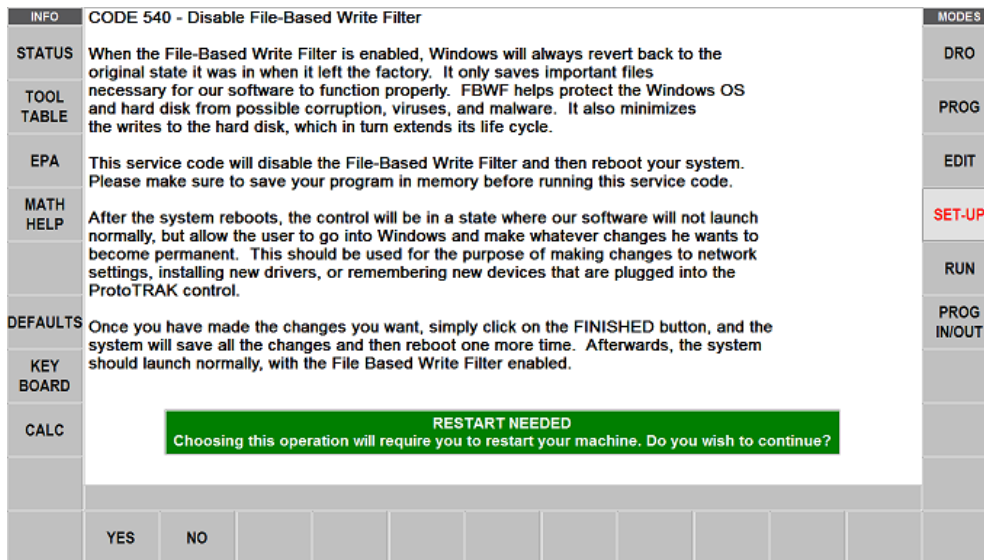 INFO
CODE 540 - Disable File-Based Write Filter
MODES
STATUS
When the File-Based Write Filter is enabled, Windows will always revert back to the
original state it was in when it left the factory. It only saves important files
necessary for our software to function properly. FBWF helps protect the Windows OS
and hard disk from possible corruption, viruses, and malware. It also minimizes
the writes to the hard disk, which in turn extends its life cycle.
DRO
TOOL
TABLE
PROG
EPA
This service code will disable the File-Based Write Filter and then reboot your system.
Please make sure to save your program in memory before running this service code.
EDIT
MATH
HELP
After the system reboots, the control will be in a state where our software will not launch
normally, but allow the user to go into Windows and make whatever changes he wants to
become permanent. This should be used for the purpose of making changes to network
settings, installing new drivers, or remembering new devices that are plugged into the
ProtoTRAK control.
SET-UP
RUN
DEFAULTS
Once you have made the changes you want, simply click on the FINISHED button, and the
system will save all the changes and then reboot one more time. Afterwards, the system
should launch normally, with the File Based Write Filter enabled.
PROG
IN/OUT
KEY
BOARD
CALC
RESTART NEEDED
Choosing this operation will require you to restart your machine. Do you wish to continue?
YES
NO